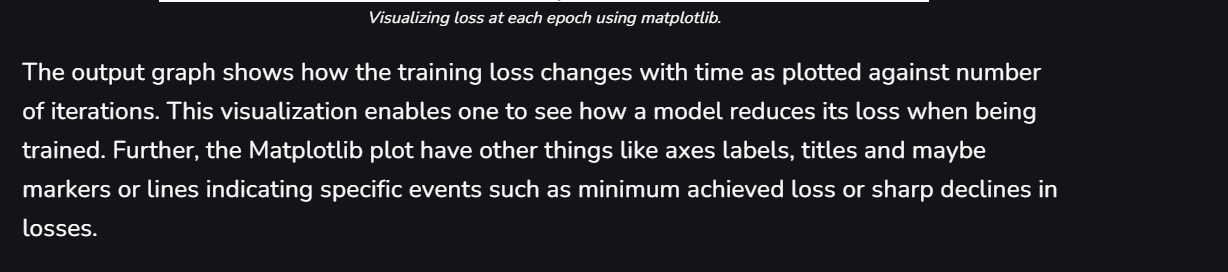 Visualizing loss at each epoch using matplotlib.
The output graph shows how the training loss changes with time as plotted against number
of iterations. This visualization enables one to see how a model reduces its loss when being
trained. Further, the Matplotlib plot have other things like axes labels, titles and maybe
markers or lines indicating specific events such as minimum achieved loss or sharp declines in
losses.